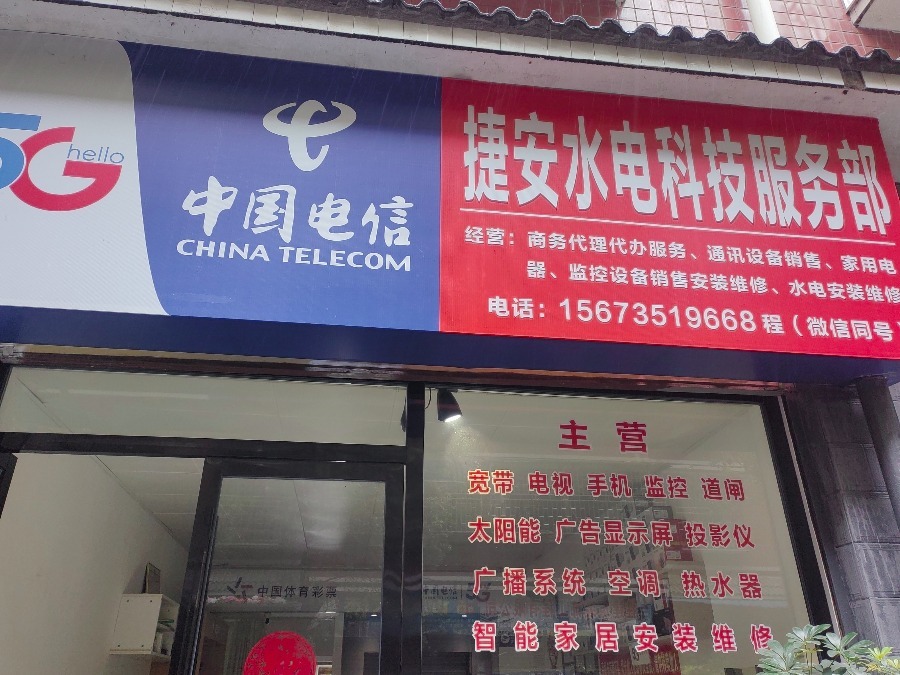 5G
hello
中国电信
CHINA TELECOM
捷安水电科技服务部
经营：商务代理代办服务、通讯设备销售、家用电
器、监控设备销售安装维修、水电安装维修
电话：15673519668 程（微信同号）
主营
宽带 电视 手机 监控 道闸
太阳能 广告显示屏 投影仪
广播系统 空调 热水器
智能家居安装维修
中国体育彩票